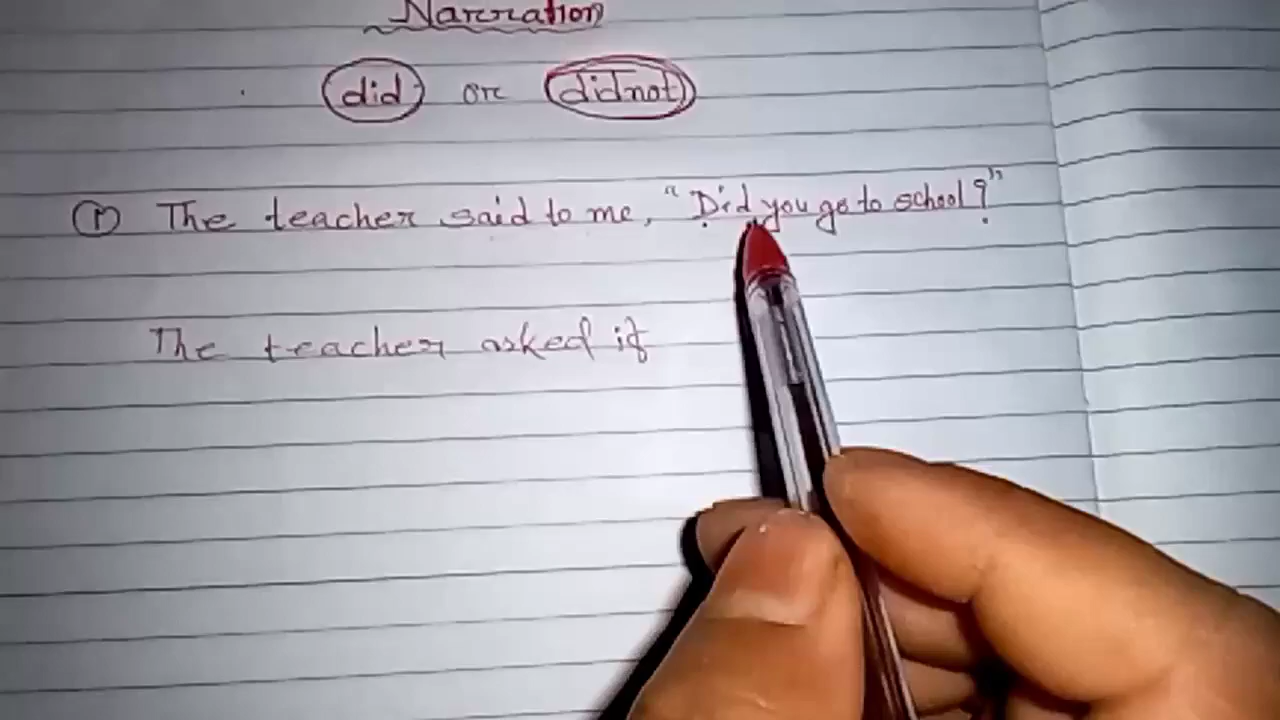 Narration
did or didnot
① The teacher said to me, "Did you go to school?"
The teacher asked if